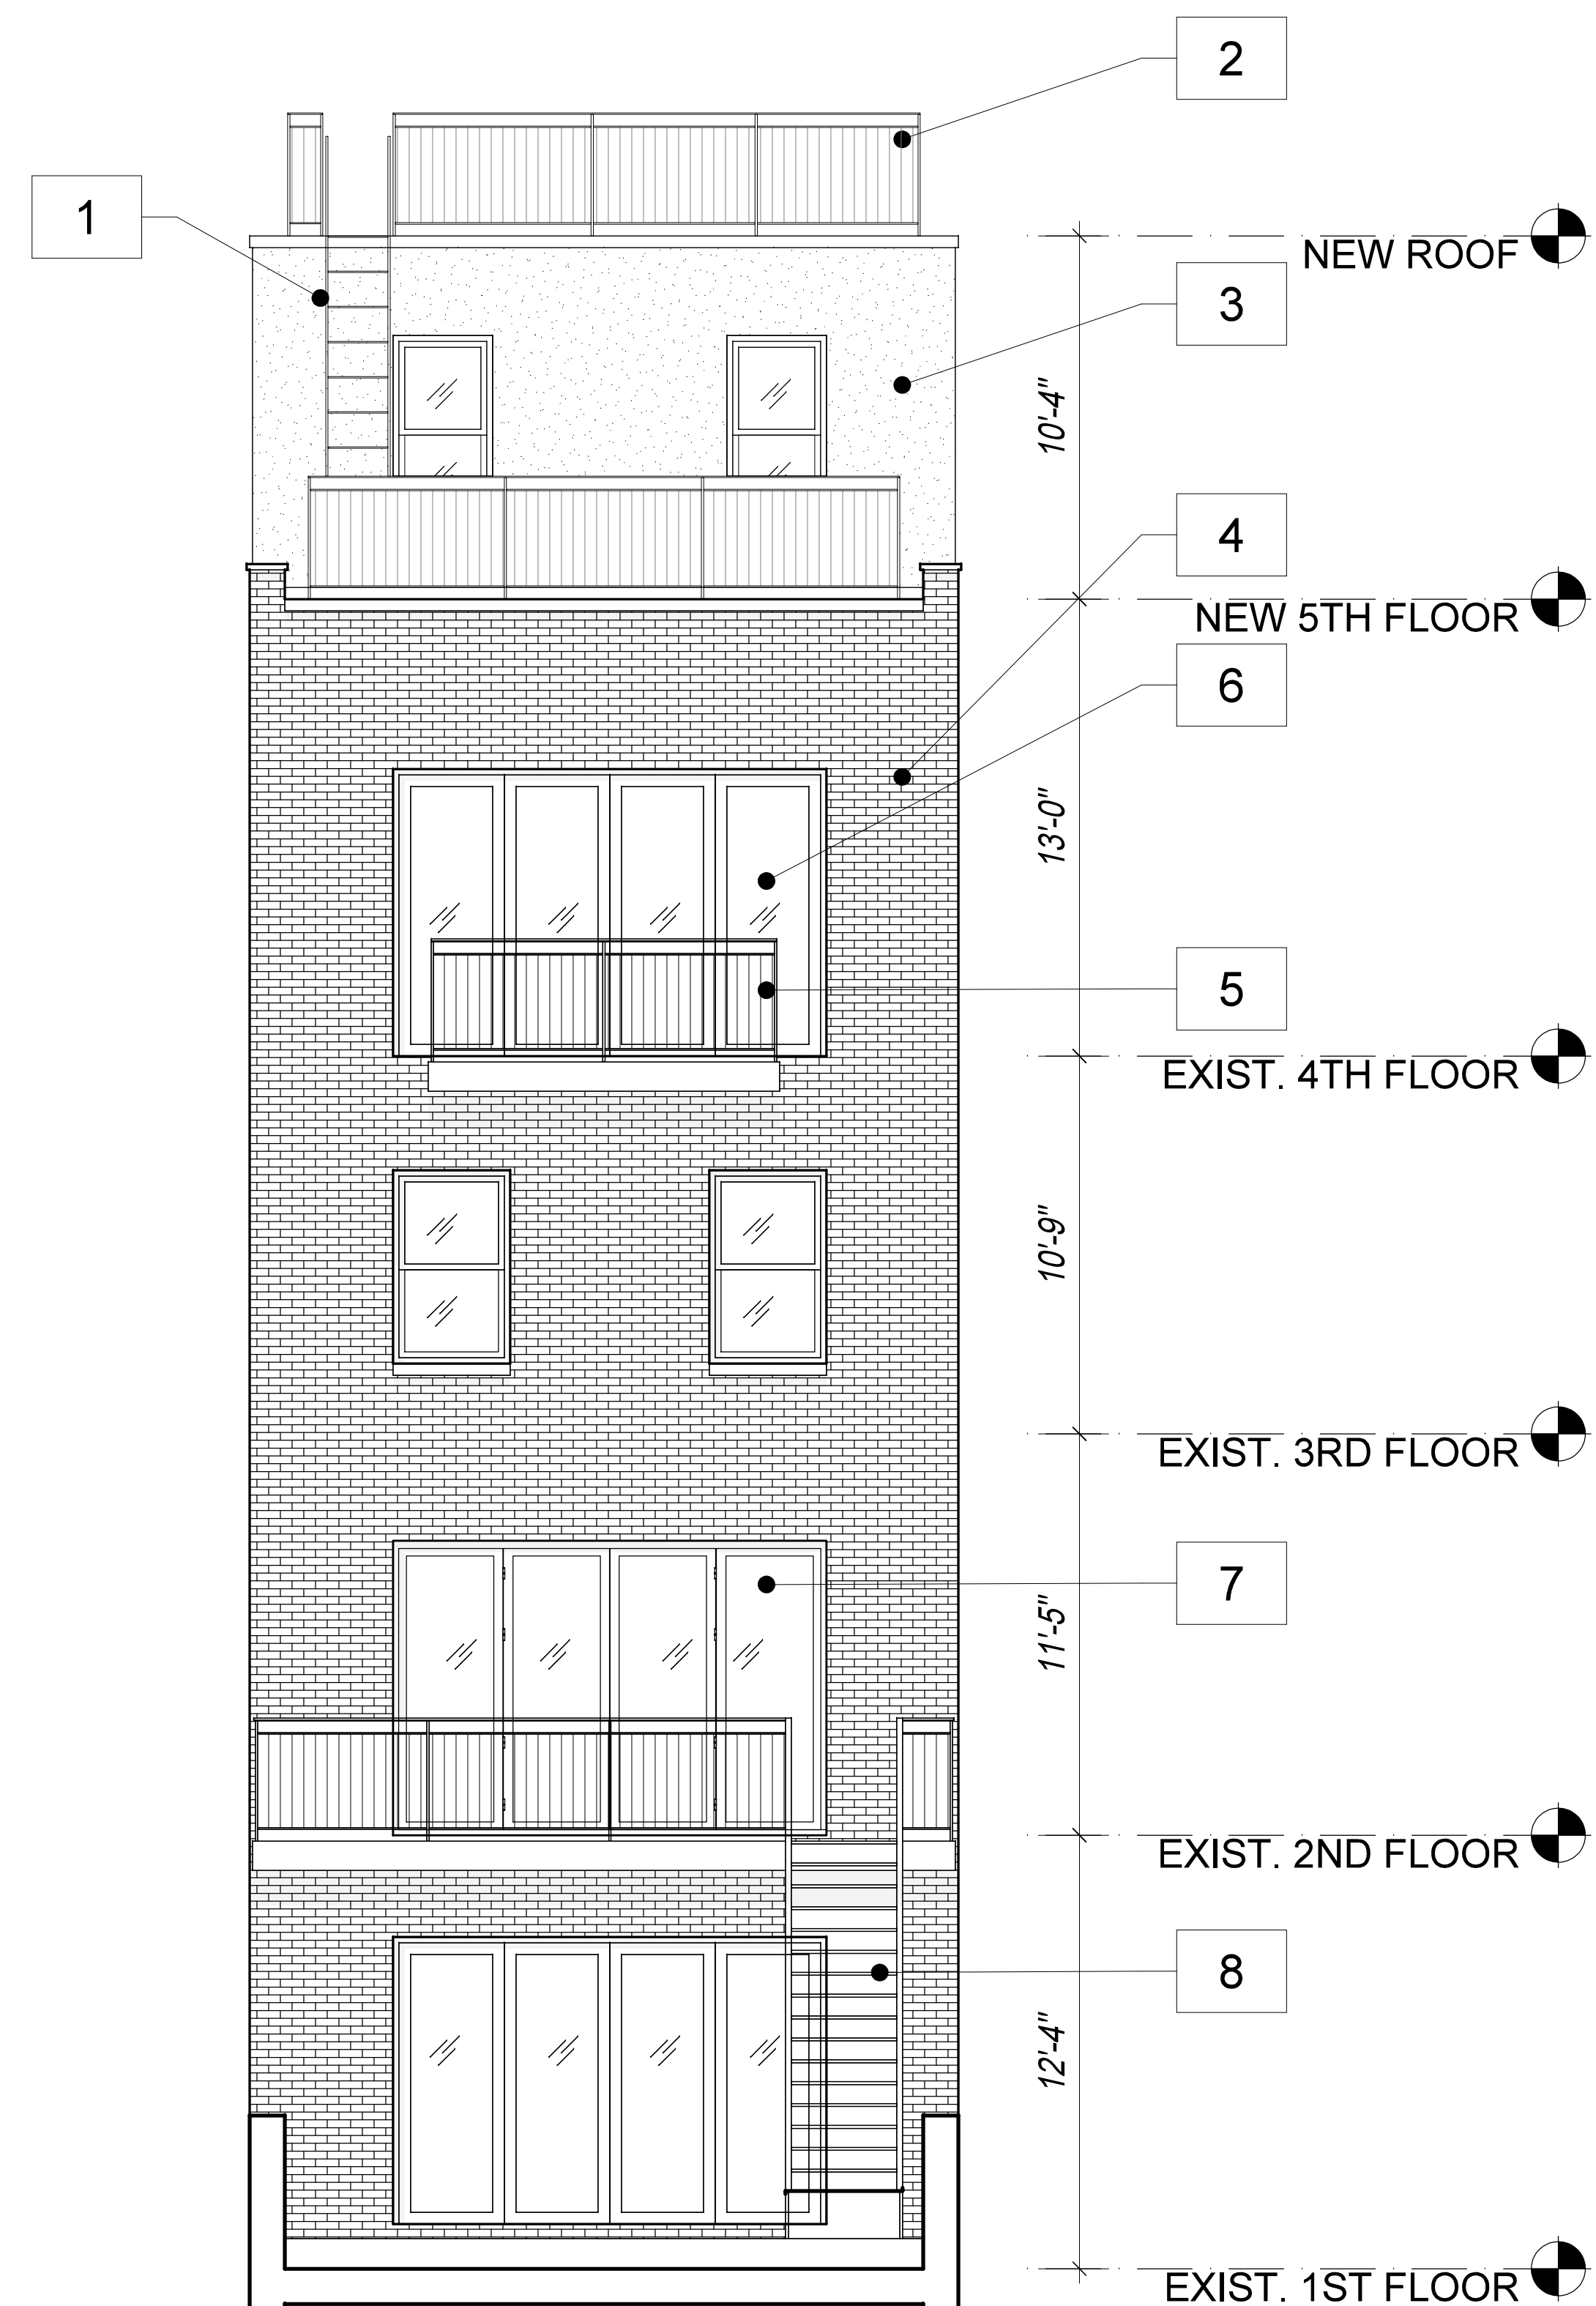 2
1
NEW ROOF
3
10'-4"
4
NEW 5TH FLOOR
6
13'-0"
5
EXIST. 4TH FLOOR
10'-9"
EXIST. 3RD FLOOR
7
11'-5"
EXIST. 2ND FLOOR
8
12'-4"
EXIST. 1ST FLOOR